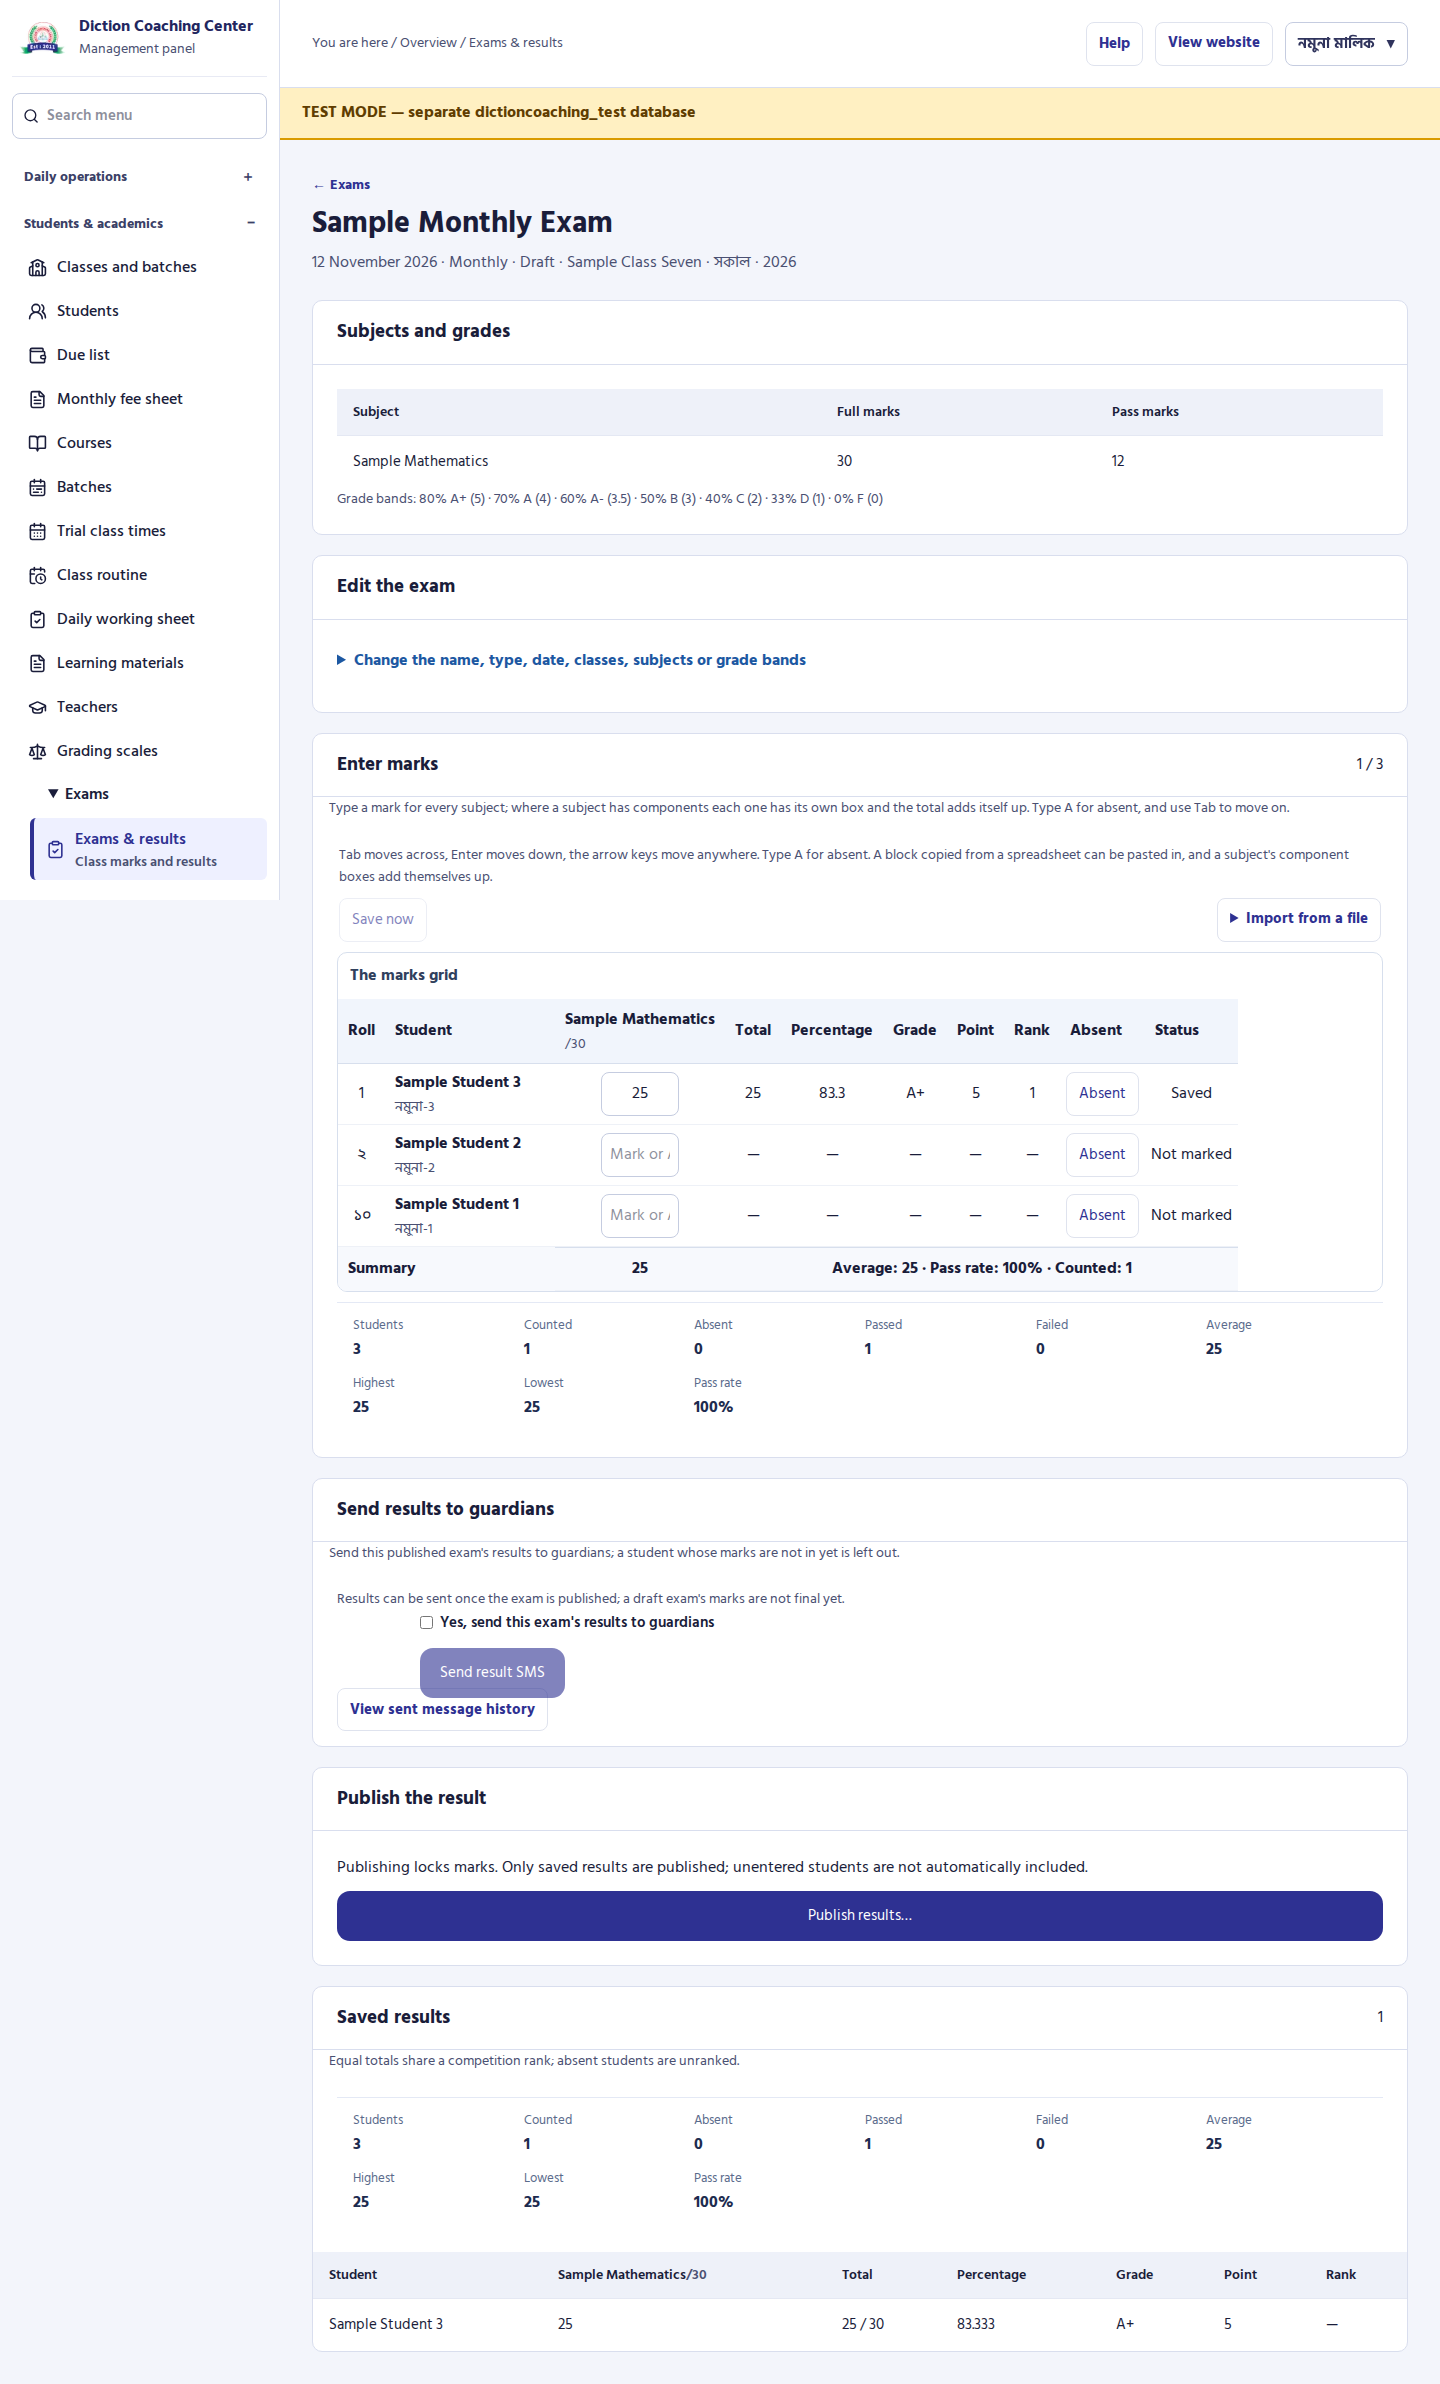 Diction Coaching Center
Management panel
Search menu
Daily operations +
Students & academics −
Classes and batches
Students
Due list
Monthly fee sheet
Courses
Batches
Trial class times
Class routine
Daily working sheet
Learning materials
Teachers
Grading scales
▼ Exams
Exams & results
Class marks and results
You are here / Overview / Exams & results
Help
View website
নমুনা মালিক ▼
TEST MODE — separate dictioncoaching_test database
← Exams
Sample Monthly Exam
12 November 2026 · Monthly · Draft · Sample Class Seven · সকাল · 2026
Subjects and grades
Subject Full marks Pass marks
Sample Mathematics 30 12
Grade bands: 80% A+ (5) · 70% A (4) · 60% A- (3.5) · 50% B (3) · 40% C (2) · 33% D (1) · 0% F (0)
Edit the exam
▶ Change the name, type, date, classes, subjects or grade bands
Enter marks 1 / 3
Type a mark for every subject; where a subject has components each one has its own box and the total adds itself up. Type A for absent, and use Tab to move on.
Tab moves across, Enter moves down, the arrow keys move anywhere. Type A for absent. A block copied from a spreadsheet can be pasted in, and a subject's component
boxes add themselves up.
Save now
▶ Import from a file
The marks grid
Roll Student Sample Mathematics /30 Total Percentage Grade Point Rank Absent Status
1 Sample Student 3 25 25 83.3 A+ 5 1 Absent Saved
নমুনা-3
২ Sample Student 2 Mark or — — — — — Absent Not marked
নমুনা-2
১০ Sample Student 1 Mark or — — — — — Absent Not marked
নমুনা-1
Summary 25 Average: 25 · Pass rate: 100% · Counted: 1
Students Counted Absent Passed Failed Average
3 1 0 1 0 25
Highest Lowest Pass rate
25 25 100%
Send results to guardians
Send this published exam's results to guardians; a student whose marks are not in yet is left out.
Results can be sent once the exam is published; a draft exam's marks are not final yet.
Yes, send this exam's results to guardians
Send result SMS
View sent message history
Publish the result
Publishing locks marks. Only saved results are published; unentered students are not automatically included.
Publish results...
Saved results 1
Equal totals share a competition rank; absent students are unranked.
Students Counted Absent Passed Failed Average
3 1 0 1 0 25
Highest Lowest Pass rate
25 25 100%
Student Sample Mathematics/30 Total Percentage Grade Point Rank
Sample Student 3 25 25 / 30 83.333 A+ 5 —